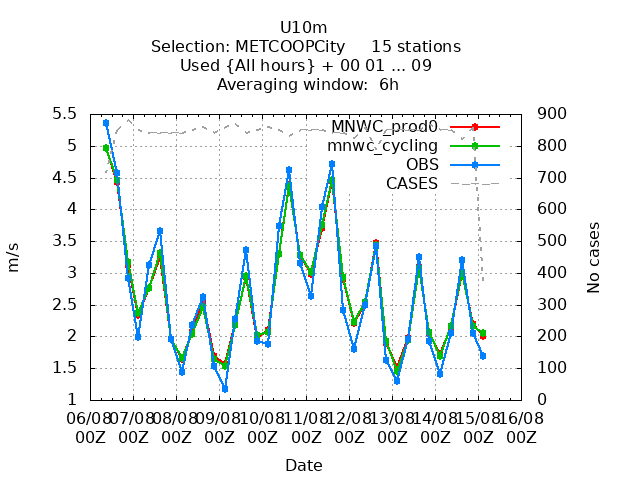 U10m
Selection: METCOOPCity     15 stations
Used {All hours} + 00 01 ... 09
Averaging window:  6h
5.5 900
MNWC_prod0
5 800
mnwc_cycling
OBS
4.5 700
CASES
4 600
3.5 500
m/s
No cases
3 400
2.5 300
2 200
1.5 100
1 0
06/08 07/08 08/08 09/08 10/08 11/08 12/08 13/08 14/08 15/08 16/08
00Z 00Z 00Z 00Z 00Z 00Z 00Z 00Z 00Z 00Z 00Z
Date